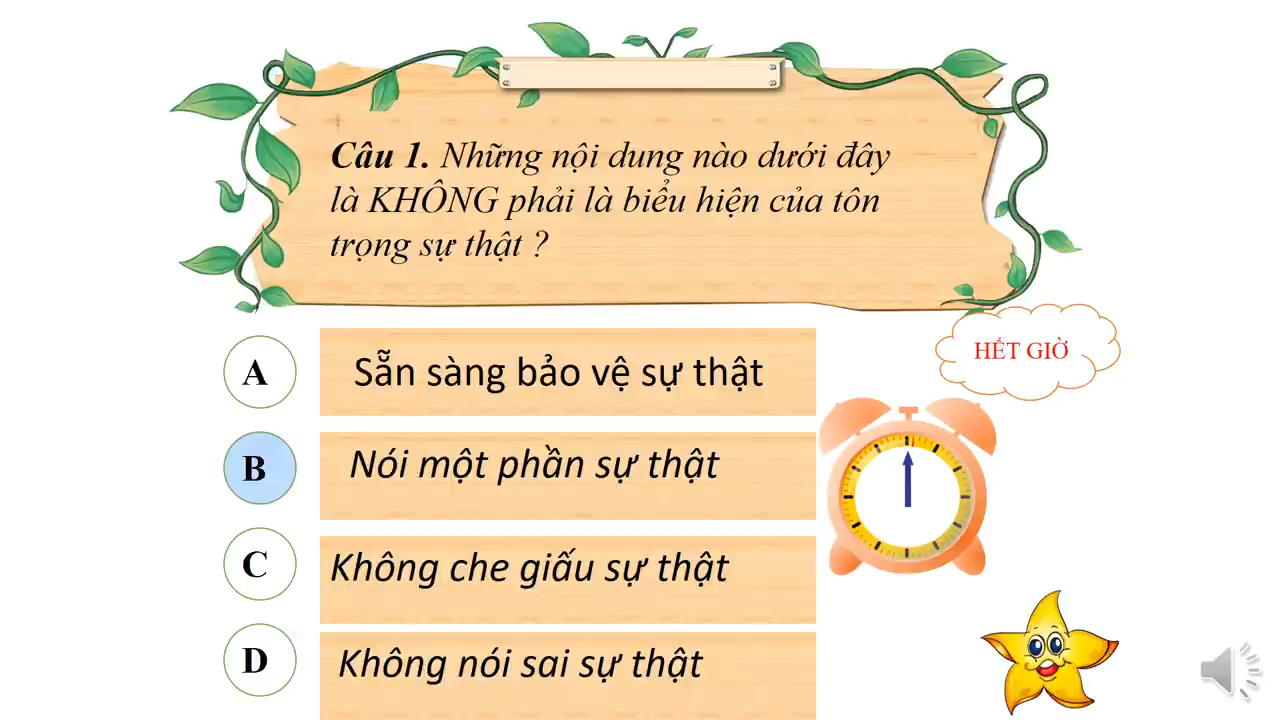 Câu 1. Những nội dung nào dưới đây
là KHÔNG phải là biểu hiện của tôn
trọng sự thật ?
HẾT GIỜ
A Sẵn sàng bảo vệ sự thật
B Nói một phần sự thật
C Không che giấu sự thật
D Không nói sai sự thật